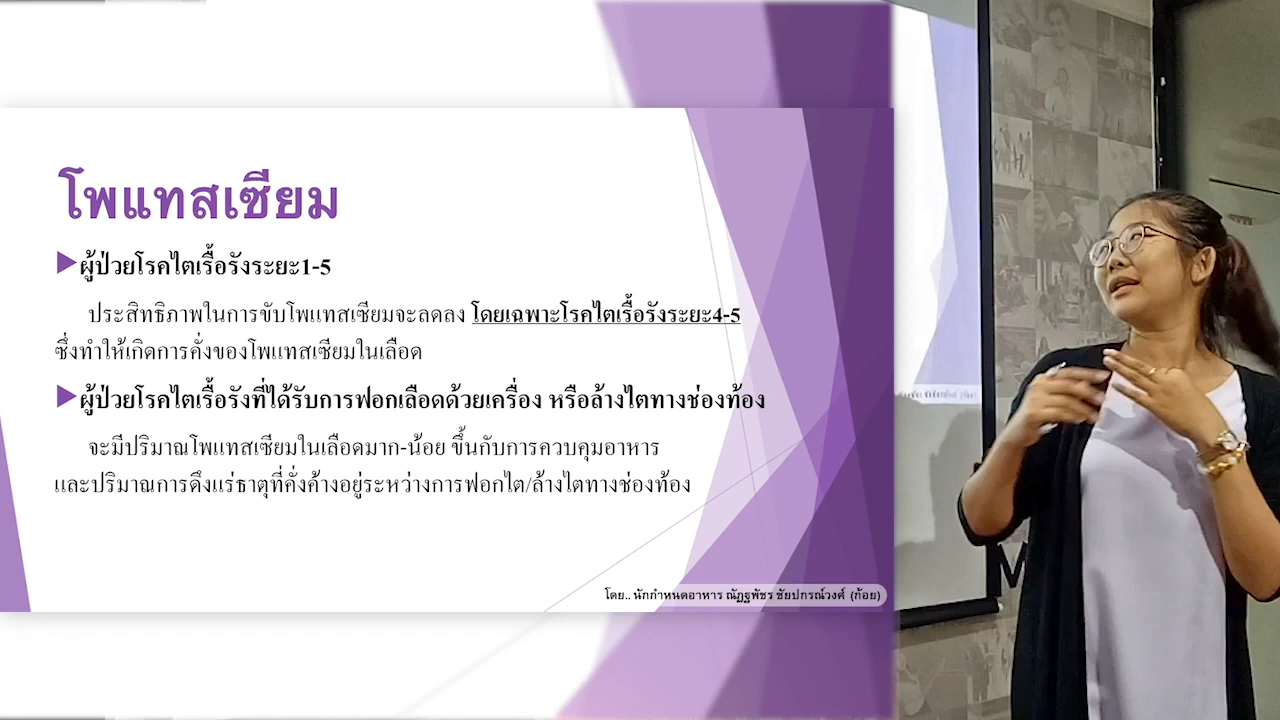 โพแทสเซียม
ผู้ป่วยโรคไตเรื้อรังระยะ1-5
ประสิทธิภาพในการขับโพแทสเซียมจะลดลง โดยเฉพาะโรคไตเรื้อรังระยะ4-5
ซึ่งทำให้เกิดการคั่งของโพแทสเซียมในเลือด
ผู้ป่วยโรคไตเรื้อรังที่ได้รับการฟอกเลือดด้วยเครื่อง หรือล้างไตทางช่องท้อง
จะมีปริมาณโพแทสเซียมในเลือดมาก-น้อย ขึ้นกับการควบคุมอาหาร
และปริมาณการดึงแร่ธาตุที่คั่งค้างอยู่ระหว่างการฟอกไต/ล้างไตทางช่องท้อง
โดย.. นักกำหนดอาหาร ณัฏฐพัชร ชัยปกรณ์วงศ์ (ก้อย)
M